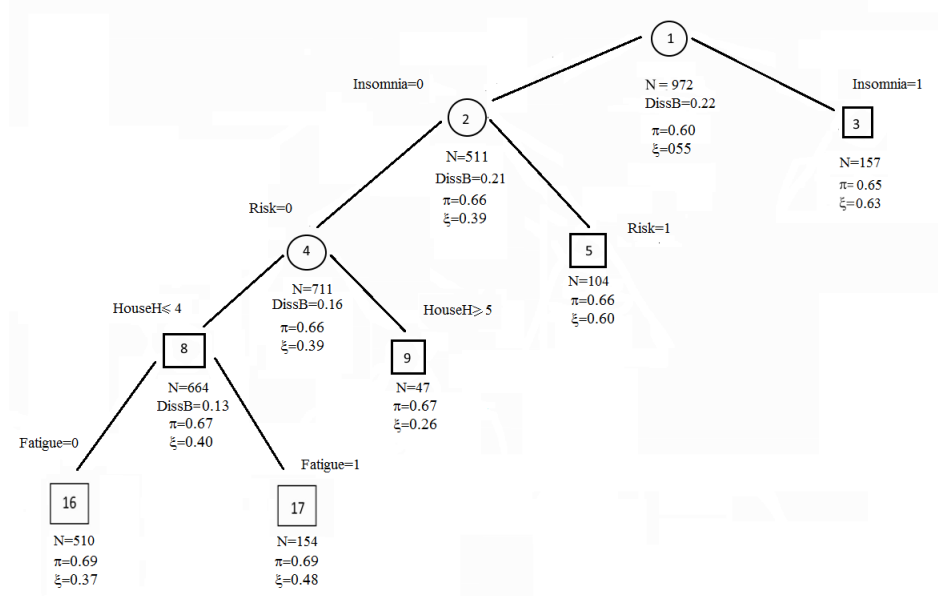 1
Insomnia=0
N = 972
DissB=0.22
π=0.60
ξ=055
Insomnia=1
2
3
N=511
DissB=0.21
π=0.66
ξ=0.39
N=157
π=0.65
ξ=0.63
Risk=0
Risk=1
4
5
N=711
DissB=0.16
π=0.66
ξ=0.39
N=104
π=0.66
ξ=0.60
HouseH⩽ 4
HouseH⩾ 5
8
9
N=664
DissB=0.13
π=0.67
ξ=0.40
N=47
π=0.67
ξ=0.26
Fatigue=0
Fatigue=1
16
17
N=510
π=0.69
ξ=0.37
N=154
π=0.69
ξ=0.48